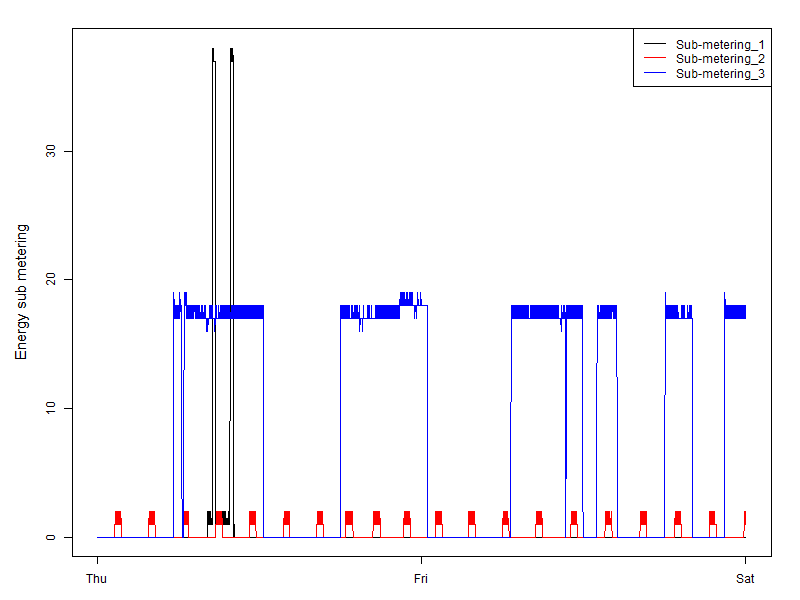 Sub-metering_1
Sub-metering_2
Sub-metering_3
Energy sub metering
30
20
10
0
Thu
Fri
Sat